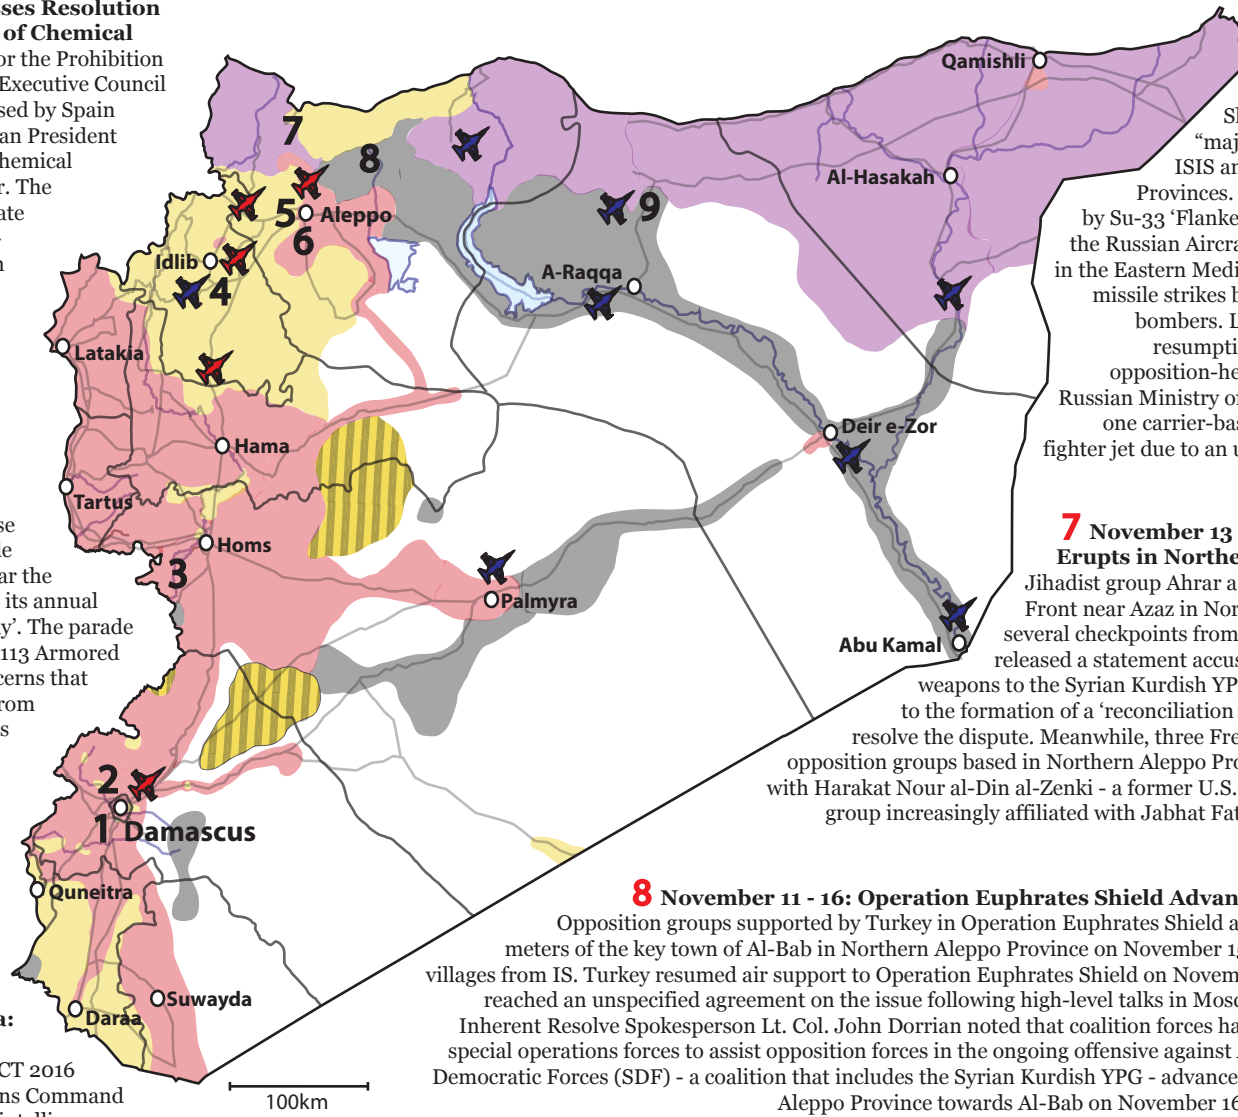 sses Resolution
of Chemical
or the Prohibition
Executive Council
sed by Spain
an President
hemical
r. The
ate
n
se
le
ar the
its annual
y’. The parade
113 Armored
cerns that
rom
s
a:
CT 2016
ns Command
Qamishli
Al-Hasakah
7
8
9
5
Aleppo
6
Idlib
4
A-Raqqa
Latakia
Hama
Deir e-Zor
Tartus
Homs
3
Palmyra
Abu Kamal
2
1
Damascus
Quneitra
Suwayda
Daraa
100km
“maj
ISIS an
Provinces.
by Su-33 ‘Flanke
the Russian Aircra
in the Eastern Medi
missile strikes b
bombers. L
resumpti
opposition-he
Russian Ministry o
one carrier-ba
fighter jet due to an u
7 November 13
Erupts in Northe
Jihadist group Ahrar a
Front near Azaz in Nor
several checkpoints from
released a statement accus
weapons to the Syrian Kurdish YP
to the formation of a ‘reconciliation
resolve the dispute. Meanwhile, three Fre
opposition groups based in Northern Aleppo Pro
with Harakat Nour al-Din al-Zenki - a former U.S.
group increasingly affiliated with Jabhat Fat
8 November 11 - 16: Operation Euphrates Shield Advan
Opposition groups supported by Turkey in Operation Euphrates Shield a
meters of the key town of Al-Bab in Northern Aleppo Province on November 1
villages from IS. Turkey resumed air support to Operation Euphrates Shield on Novem
reached an unspecified agreement on the issue following high-level talks in Mosc
Inherent Resolve Spokesperson Lt. Col. John Dorrian noted that coalition forces ha
special operations forces to assist opposition forces in the ongoing offensive against
Democratic Forces (SDF) - a coalition that includes the Syrian Kurdish YPG - advance
Aleppo Province towards Al-Bab on November 16